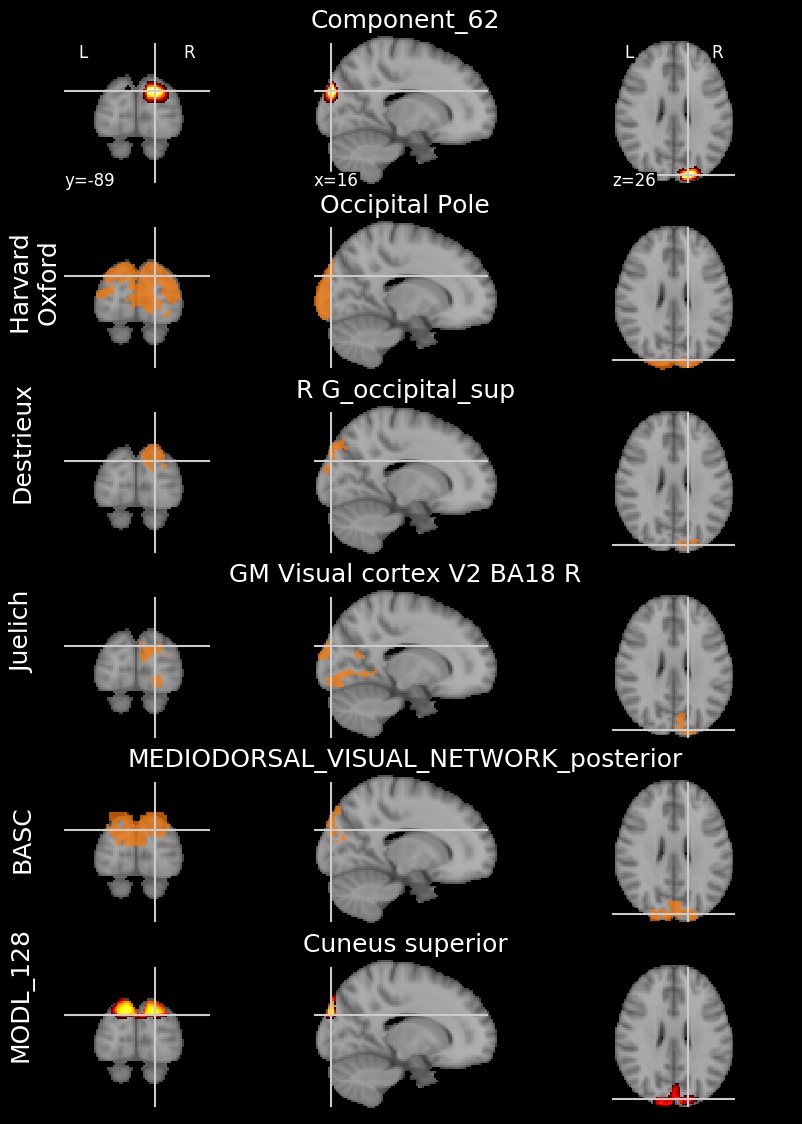 Component_62
L
R
L
R
y=-89
x=16
z=26
Occipital Pole
Harvard
Oxford
R G_occipital_sup
Destrieux
GM Visual cortex V2 BA18 R
Juelich
MEDIODORSAL_VISUAL_NETWORK_posterior
BASC
Cuneus superior
MODL_128